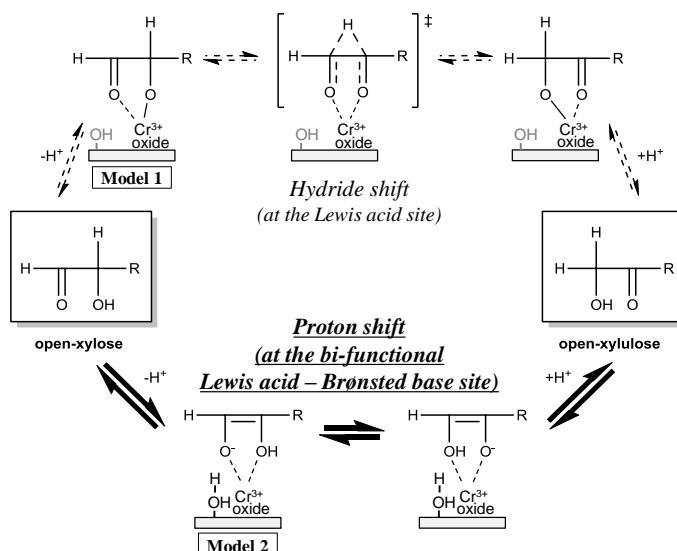 H H R
O O
Cr³⁺
oxide
OH
Model 1
H ‡
H R
O O
Cr³⁺
oxide
OH
H
H R
O O
Cr³⁺
oxide
OH
-H⁺
+H⁺
Hydride shift
(at the Lewis acid site)
H
H R
O OH
open-xylose
H
H R
OH O
open-xylulose
Proton shift
(at the bi-functional
Lewis acid – Brønsted base site)
-H⁺
+H⁺
H R
O⁻ OH
H
OH Cr³⁺
oxide
Model 2
H R
OH O⁻
H
OH Cr³⁺
oxide